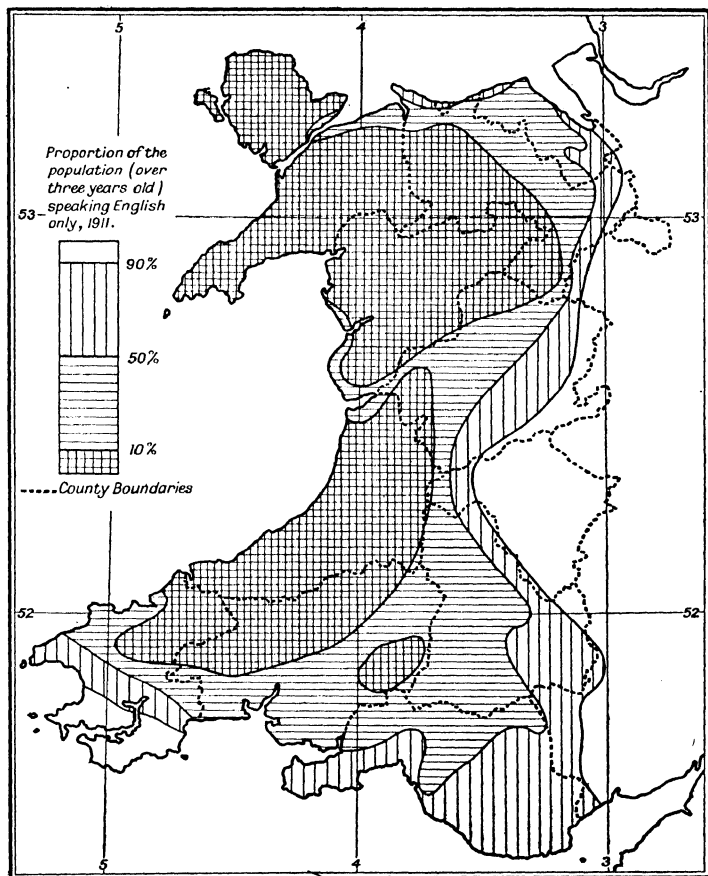 5 4 3
Proportion of the
population (over
three years old)
speaking English
only, 1911.
53 53
90%
50%
10%
County Boundaries
52 52
5 4 3